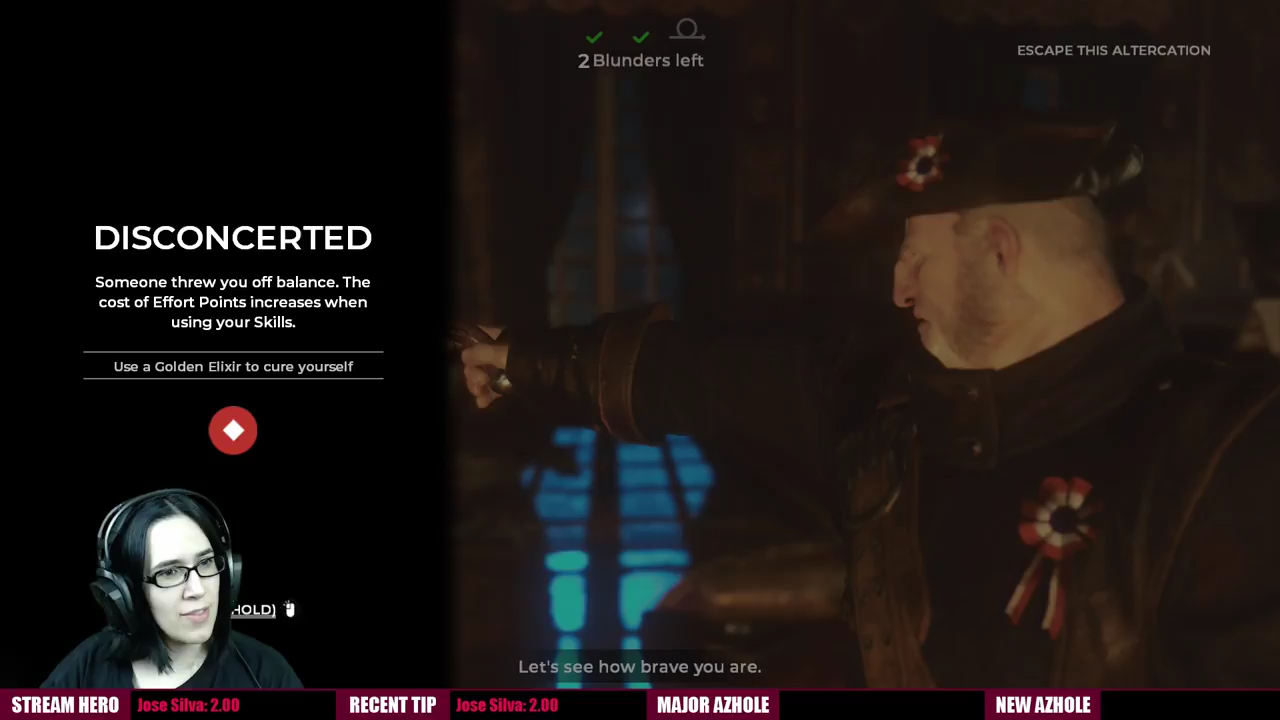 2 Blunders left
ESCAPE THIS ALTERCATION
DISCONCERTED
Someone threw you off balance. The
cost of Effort Points increases when
using your Skills.
Use a Golden Elixir to cure yourself
HOLD)
Let's see how brave you are.
STREAM HERO Jose Silva: 2.00 RECENT TIP Jose Silva: 2.00 MAJOR AZHOLE NEW AZHOLE